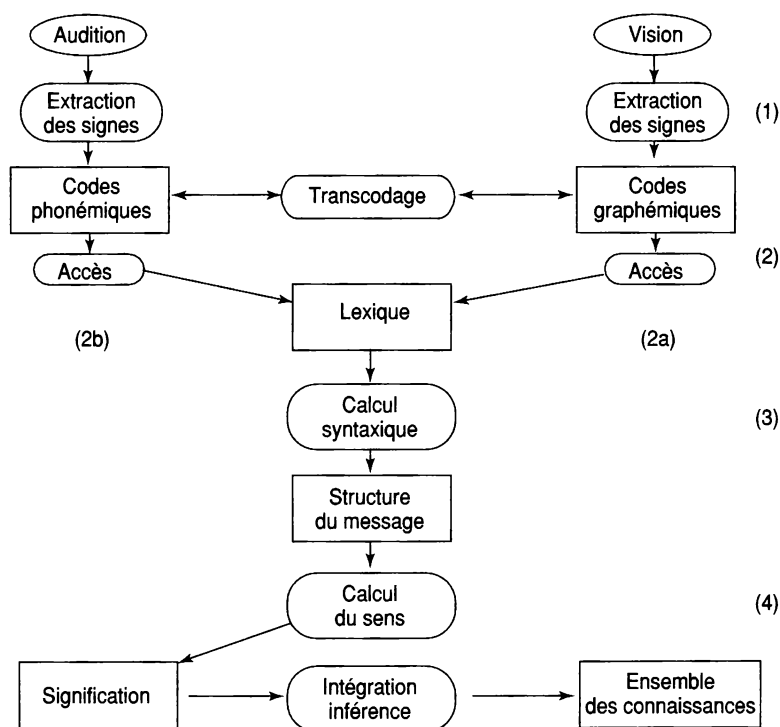 Audition
Vision
Extraction
des signes
Extraction
des signes
(1)
Codes
phonémiques
Transcodage
Codes
graphémiques
(2)
Accès
Accès
Lexique
(2b)
(2a)
Calcul
syntaxique
(3)
Structure
du message
Calcul
du sens
(4)
Signification
Intégration
inférence
Ensemble
des connaissances